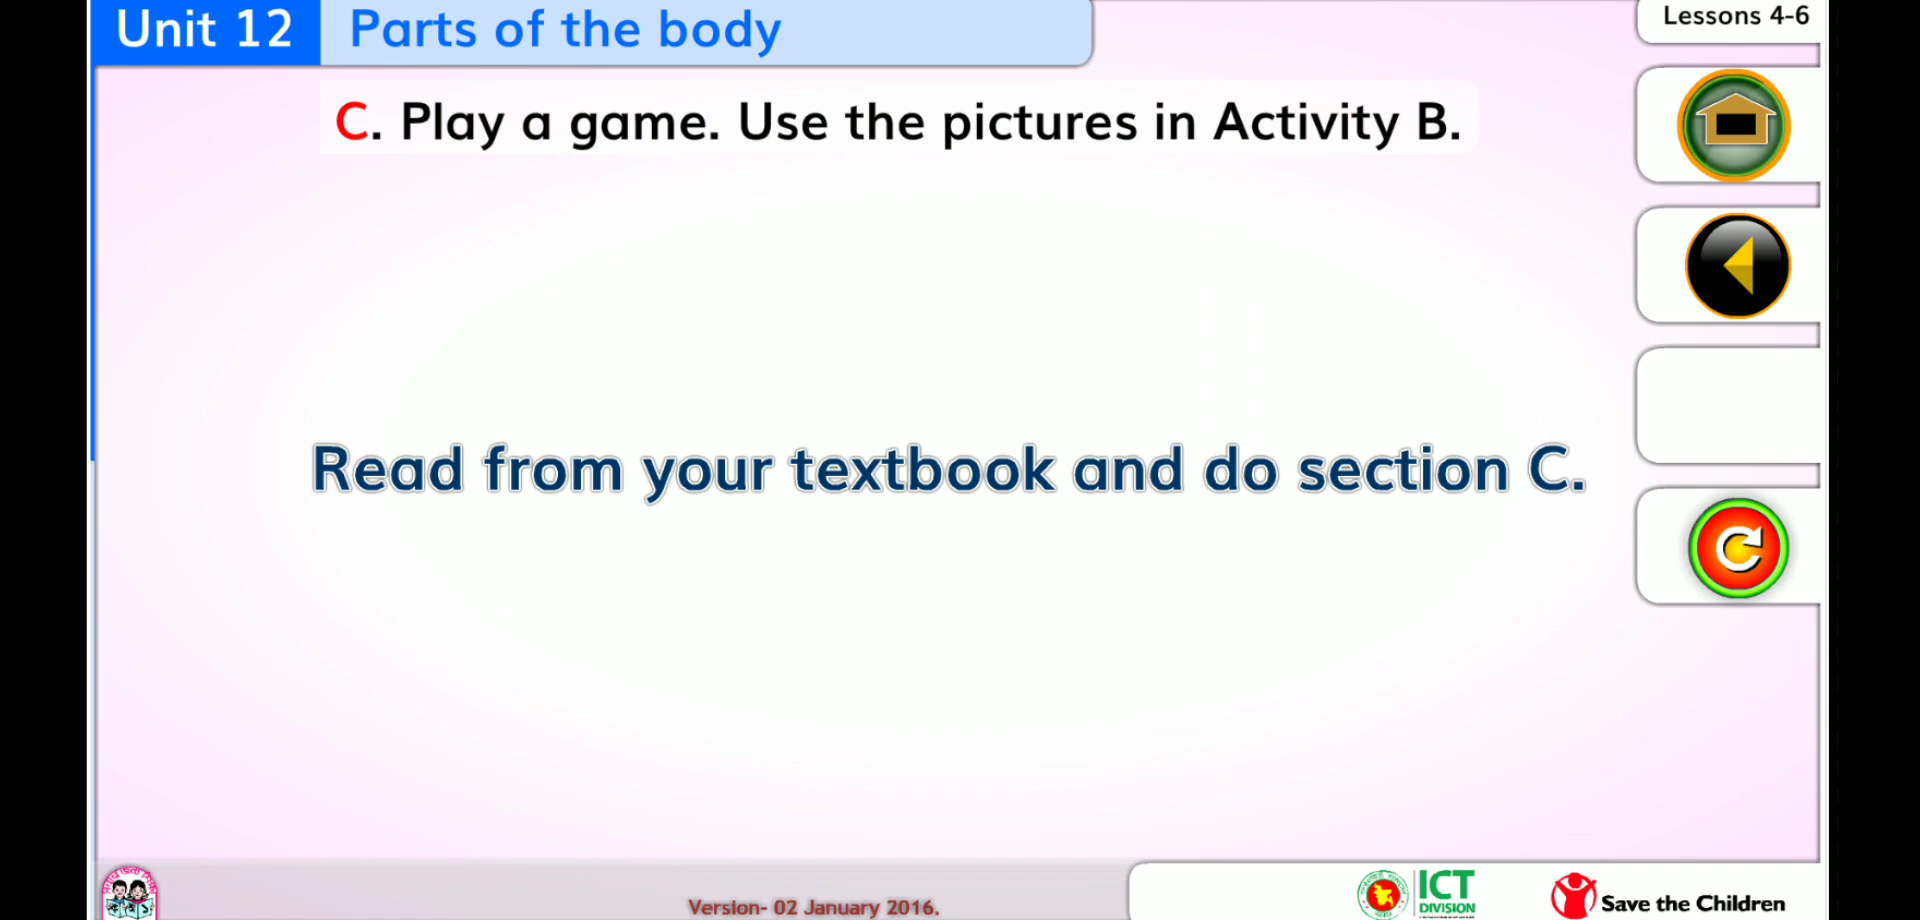 Unit 12
Parts of the body
Lessons 4-6
C. Play a game. Use the pictures in Activity B.
Read from your textbook and do section C.
Version- 02 January 2016.
ICT
DIVISION
Save the Children